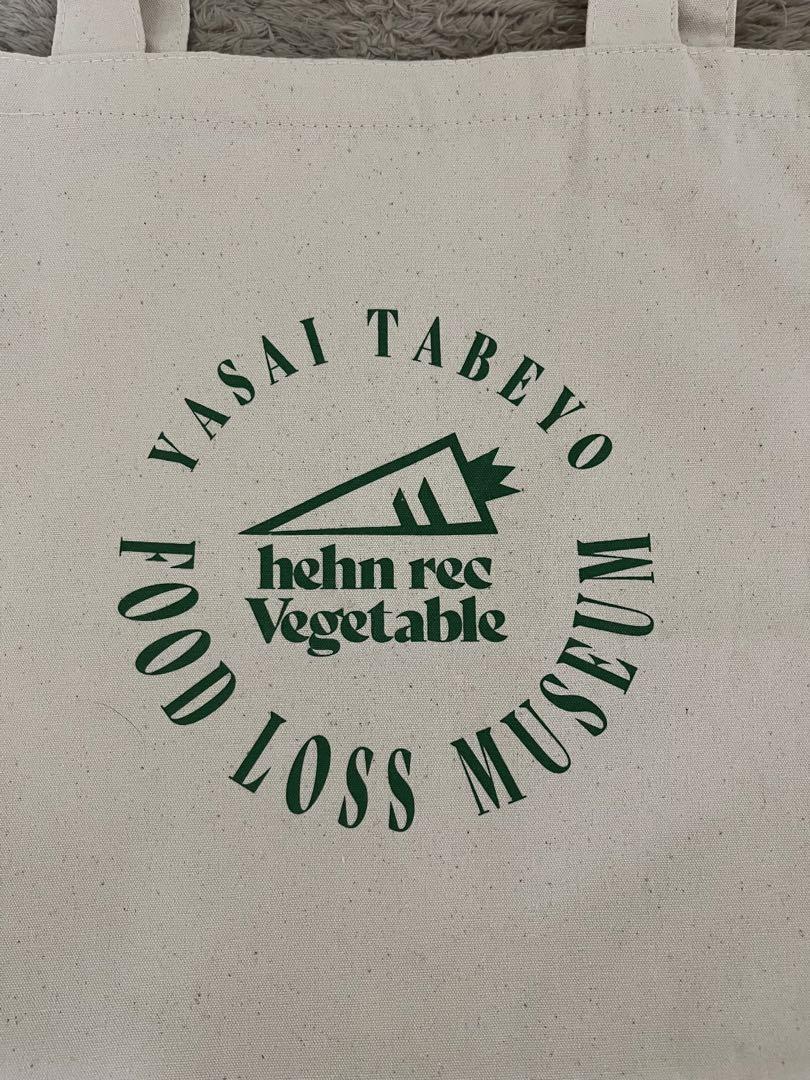 YASAI TABEYO
hehn rec
Vegetable
FOOD LOSS MUSEUM